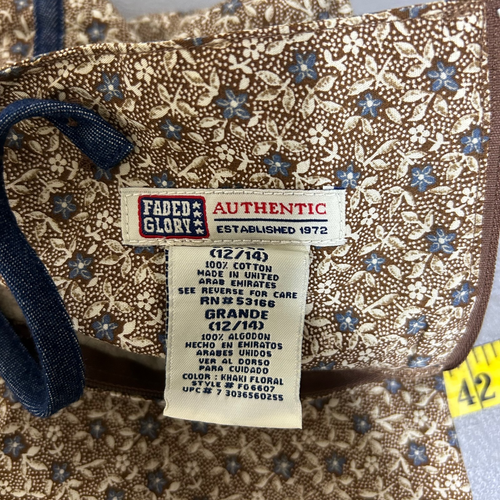 FADED GLORY
AUTHENTIC
ESTABLISHED 1972
(12/14)
100% COTTON
MADE IN UNITED
ARAB EMIRATES
SEE REVERSE FOR CARE
RN# 53166
GRANDE
(12/14)
100% ALGODON
HECHO EN EMIRATOS
ARABES UNIDOS
VER AL DORSO
PARA CUIDADO
COLOR : KHAKI FLORAL
STYLE # FG6607
UPC# 7 3036560255
42